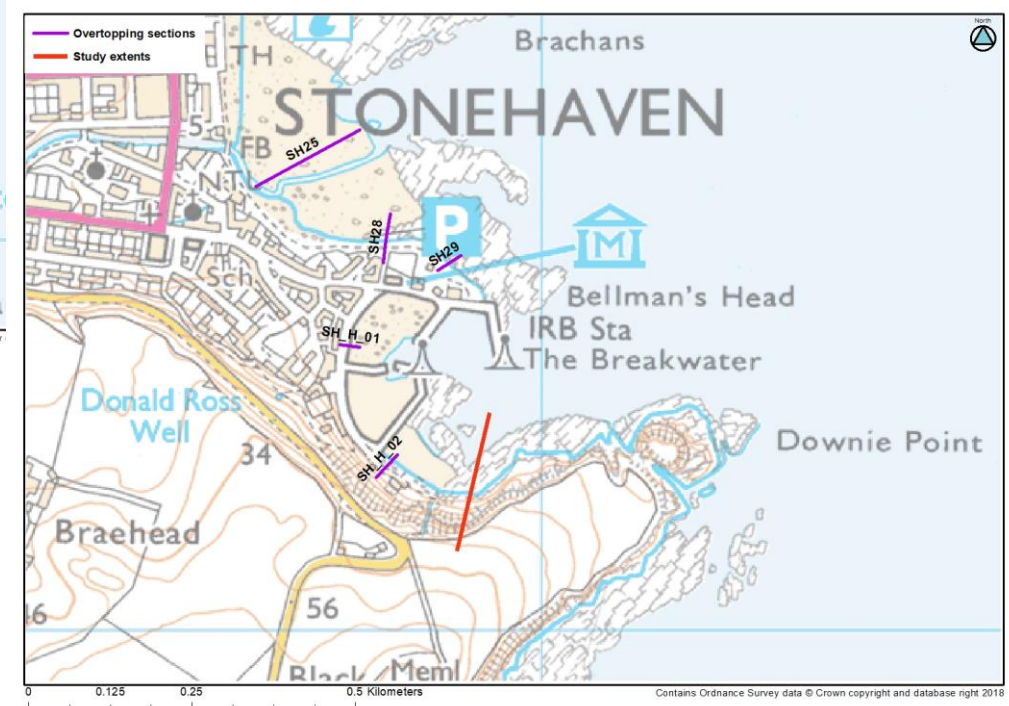 Overtopping sections
Study extents
North
Brachans
TH
STONEHAVEN
5
FB
SH25
NTL
P
SH28
SH29
M
Sch
Bellman's Head
SH_H_01
IRB Sta
The Breakwater
Donald Ross
Well
34
SH_H_02
Downie Point
Braehead
56
Black
Meml
0 0.125 0.25 0.5 Kilometers
Contains Ordnance Survey data © Crown copyright and database right 2018